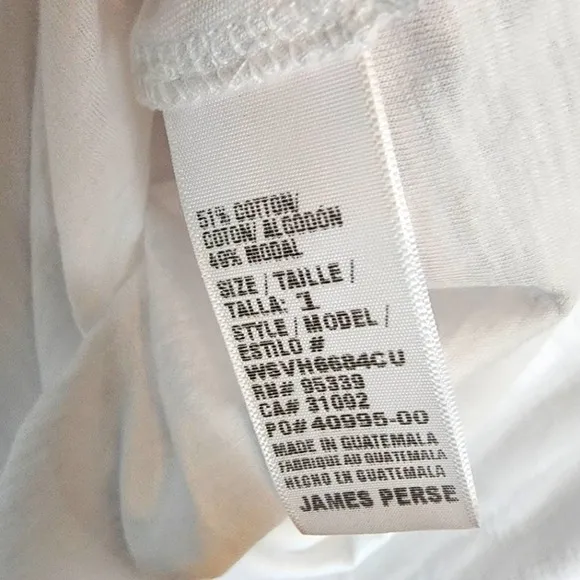 51% COTTON/
COTON/ ALGODÓN
49% MODAL
SIZE / TAILLE /
TALLA: 1
STYLE / MODEL /
ESTILO #
WSVH6684CU
RN# 95339
CA# 31092
PO# 40995-00
MADE IN GUATEMALA
FABRIQUE AU GUATEMALA
HECHO EN GUATEMALA
JAMES PERSE